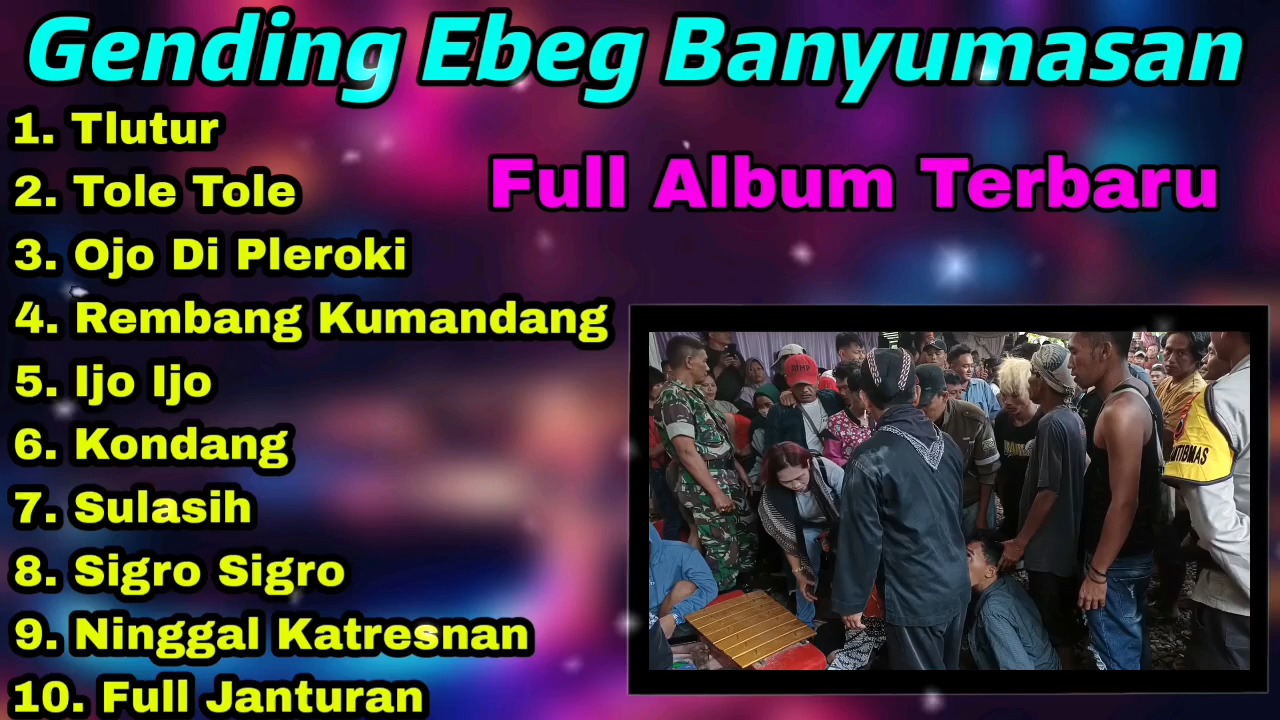 Gending Ebeg Banyumasan
Full Album Terbaru
1. Tlutur
2. Tole Tole
3. Ojo Di Pleroki
4. Rembang Kumandang
5. Ijo Ijo
6. Kondang
7. Sulasih
8. Sigro Sigro
9. Ninggal Katresnan
10. Full Janturan